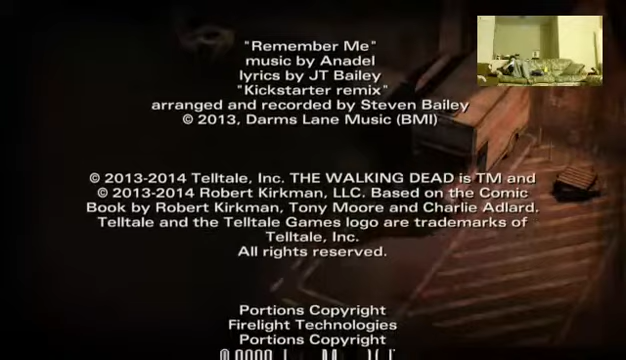 "Remember Me"
music by Anadel
lyrics by JT Bailey
"Kickstarter remix"
arranged and recorded by Steven Bailey
© 2013, Darms Lane Music (BMI)
© 2013-2014 Telltale, Inc. THE WALKING DEAD is TM and
© 2013-2014 Robert Kirkman, LLC. Based on the Comic
Book by Robert Kirkman, Tony Moore and Charlie Adlard.
Telltale and the Telltale Games logo are trademarks of
Telltale, Inc.
All rights reserved.
Portions Copyright
Firelight Technologies
Portions Copyright